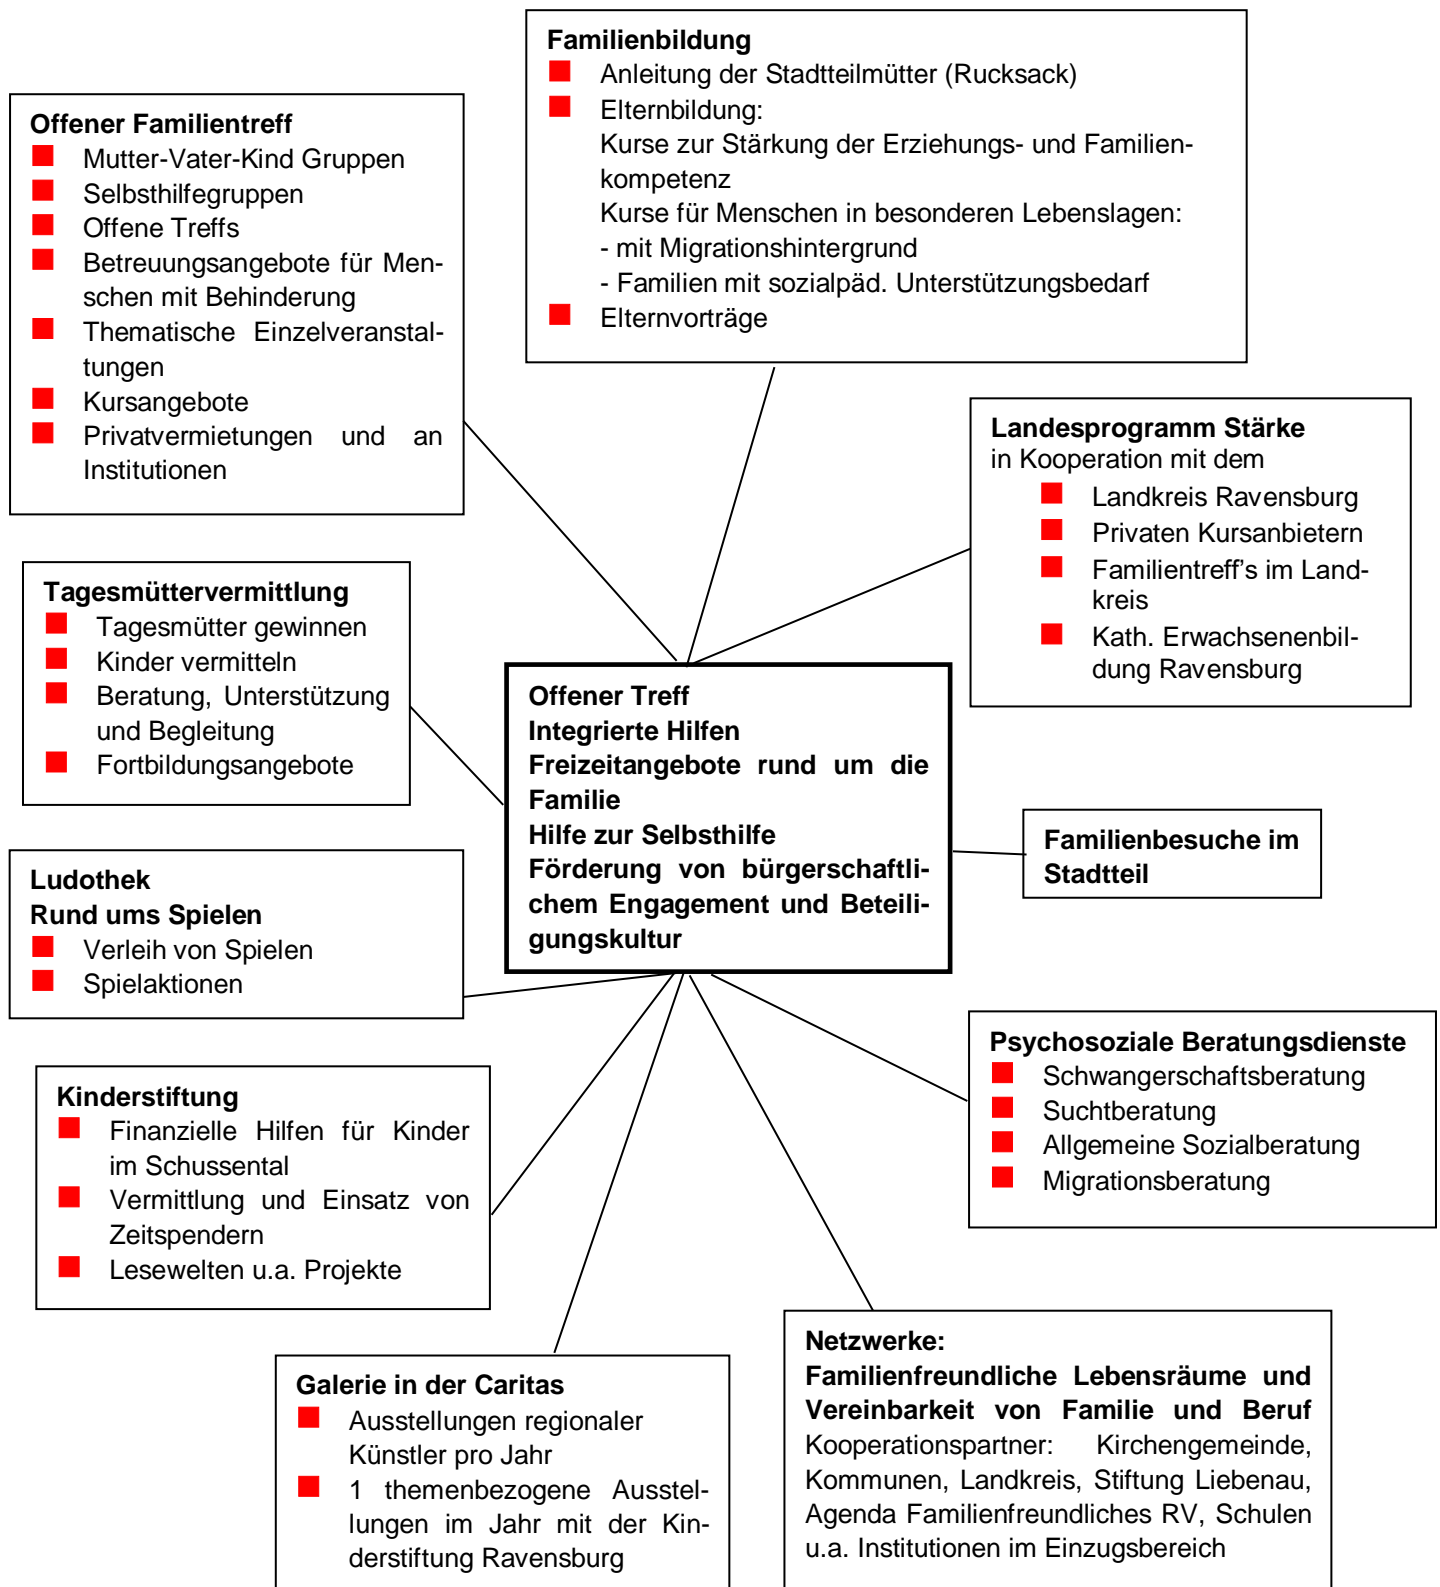 Familienbildung
Anleitung der Stadtteilmütter (Rucksack)
Elternbildung:
Kurse zur Stärkung der Erziehungs- und Familien-
kompetenz
Kurse für Menschen in besonderen Lebenslagen:
- mit Migrationshintergrund
- Familien mit sozialpäd. Unterstützungsbedarf
Elternvorträge
Offener Familientreff
Mutter-Vater-Kind Gruppen
Selbsthilfegruppen
Offene Treffs
Betreuungsangebote für Men-
schen mit Behinderung
Thematische Einzelveranstal-
tungen
Kursangebote
Privatvermietungen und an
Institutionen
Landesprogramm Stärke
in Kooperation mit dem
Landkreis Ravensburg
Privaten Kursanbietern
Familientreff's im Land-
kreis
Kath. Erwachsenenbil-
dung Ravensburg
Tagesmüttervermittlung
Tagesmütter gewinnen
Kinder vermitteln
Beratung, Unterstützung
und Begleitung
Fortbildungsangebote
Offener Treff
Integrierte Hilfen
Freizeitangebote rund um die
Familie
Hilfe zur Selbsthilfe
Förderung von bürgerschaftli-
chem Engagement und Beteili-
gungskultur
Familienbesuche im
Stadtteil
Ludothek
Rund ums Spielen
Verleih von Spielen
Spielaktionen
Psychosoziale Beratungsdienste
Schwangerschaftsberatung
Suchtberatung
Allgemeine Sozialberatung
Migrationsberatung
Kinderstiftung
Finanzielle Hilfen für Kinder
im Schussental
Vermittlung und Einsatz von
Zeitspendern
Lesewelten u.a. Projekte
Galerie in der Caritas
Ausstellungen regionaler
Künstler pro Jahr
1 themenbezogene Ausstel-
lungen im Jahr mit der Kin-
derstiftung Ravensburg
Netzwerke:
Familienfreundliche Lebensräume und
Vereinbarkeit von Familie und Beruf
Kooperationspartner: Kirchengemeinde,
Kommunen, Landkreis, Stiftung Liebenau,
Agenda Familienfreundliches RV, Schulen
u.a. Institutionen im Einzugsbereich